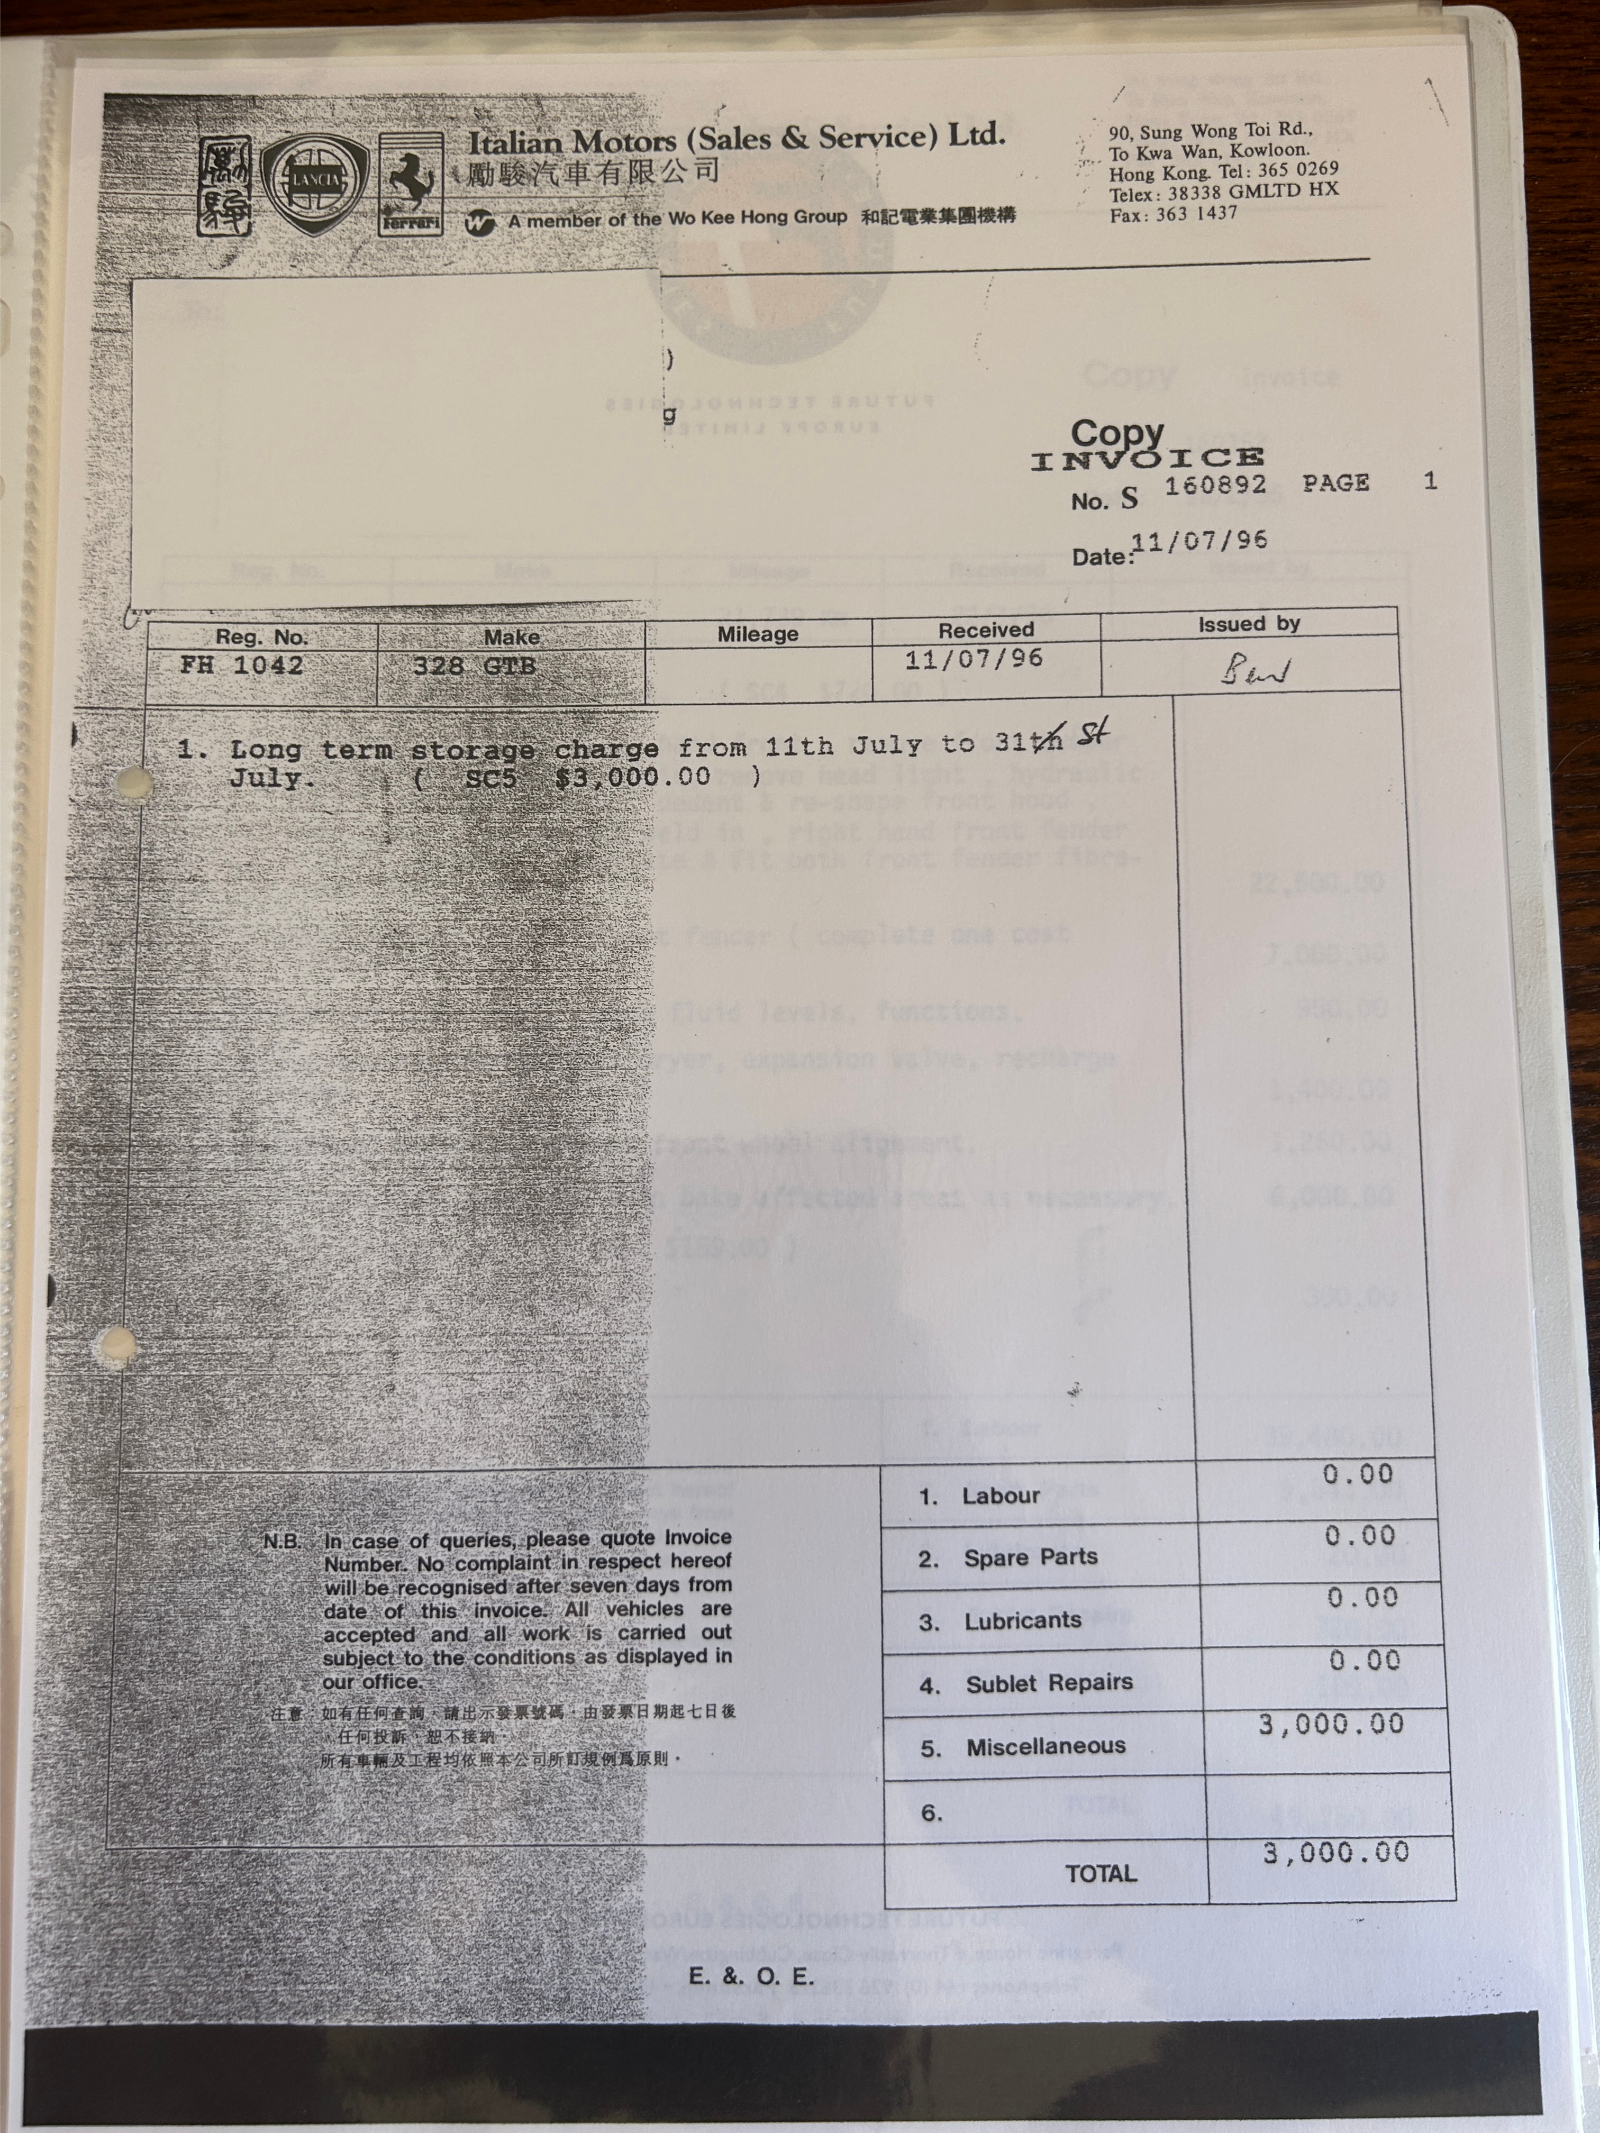 Italian Motors (Sales & Service) Ltd.
勵駿汽車有限公司
A member of the Wo Kee Hong Group 和記電業集團機構
勵駿
LANCIA
Ferrari
90, Sung Wong Toi Rd.,
To Kwa Wan, Kowloon.
Hong Kong. Tel: 365 0269
Telex: 38338 GMLTD HX
Fax: 363 1437
)
g
Copy
INVOICE
No. S 160892 PAGE 1
Date: 11/07/96
Reg. No. Make Mileage Received Issued by
FH 1042 328 GTB 11/07/96
1. Long term storage charge from 11th July to 31th st
July. ( SC5 $3,000.00 )
1. Labour 0.00
2. Spare Parts 0.00
3. Lubricants 0.00
4. Sublet Repairs 0.00
5. Miscellaneous 3,000.00
6.
TOTAL 3,000.00
N.B. In case of queries, please quote Invoice
Number. No complaint in respect hereof
will be recognised after seven days from
date of this invoice. All vehicles are
accepted and all work is carried out
subject to the conditions as displayed in
our office.
注意：如有任何查詢，請出示發票號碼，由發票日期起七日後
任何投訴，恕不接納。
所有車輛及工程均依照本公司所訂規例爲原則。
E. &. O. E.